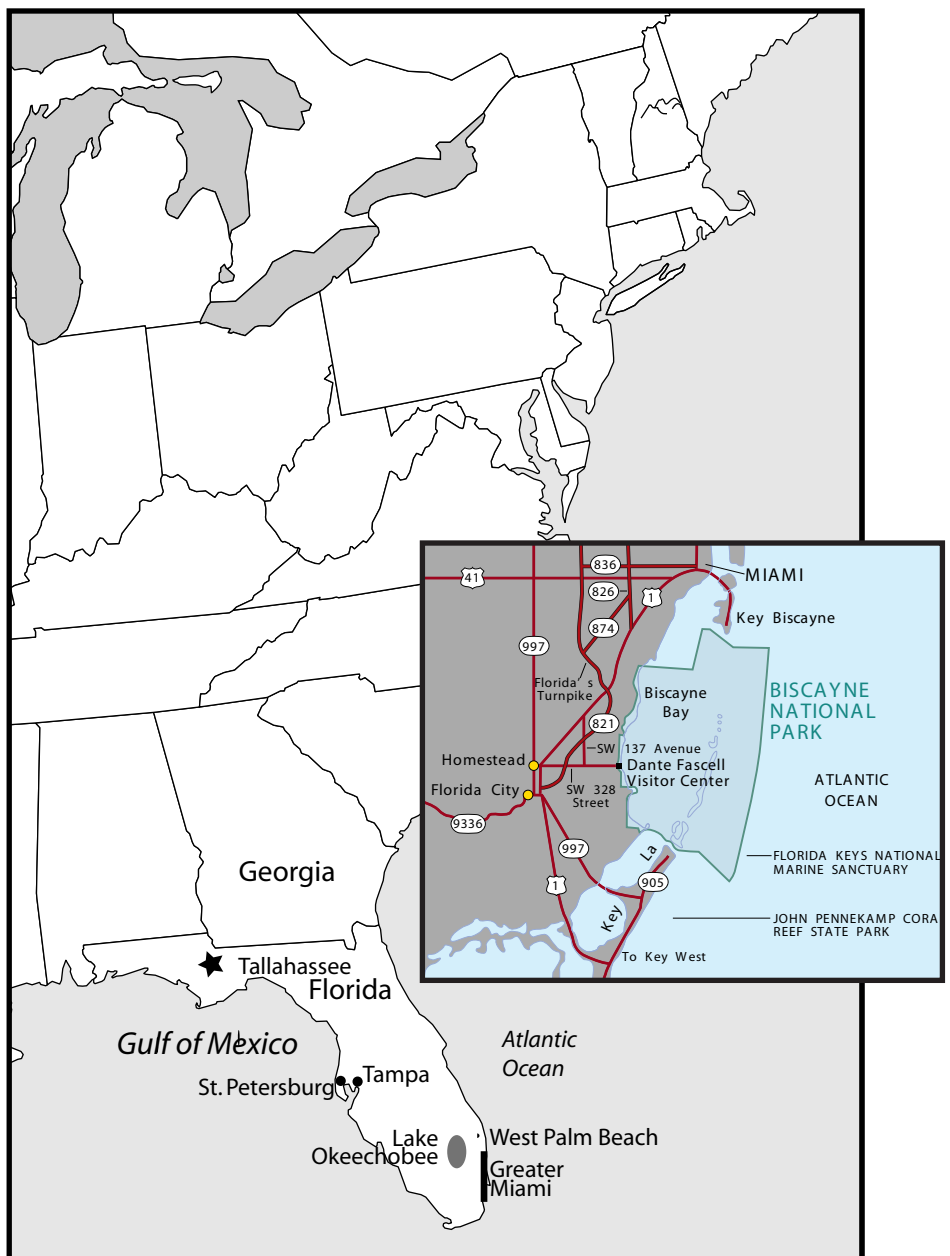 836
MIAMI
41
826
1
Key Biscayne
874
997
Florida's
Turnpike
Biscayne
Bay
BISCAYNE
NATIONAL
PARK
821
SW 137 Avenue
Homestead
Dante Fascell
Visitor Center
Florida City
SW 328
Street
ATLANTIC
OCEAN
9336
997
La
FLORIDA KEYS NATIONAL
MARINE SANCTUARY
1
905
Key
JOHN PENNEKAMP CORA
REEF STATE PARK
To Key West
Georgia
Tallahassee
Florida
Gulf of Mexico
Atlantic
Ocean
St. Petersburg
Tampa
Lake
Okeechobee
West Palm Beach
Greater
Miami